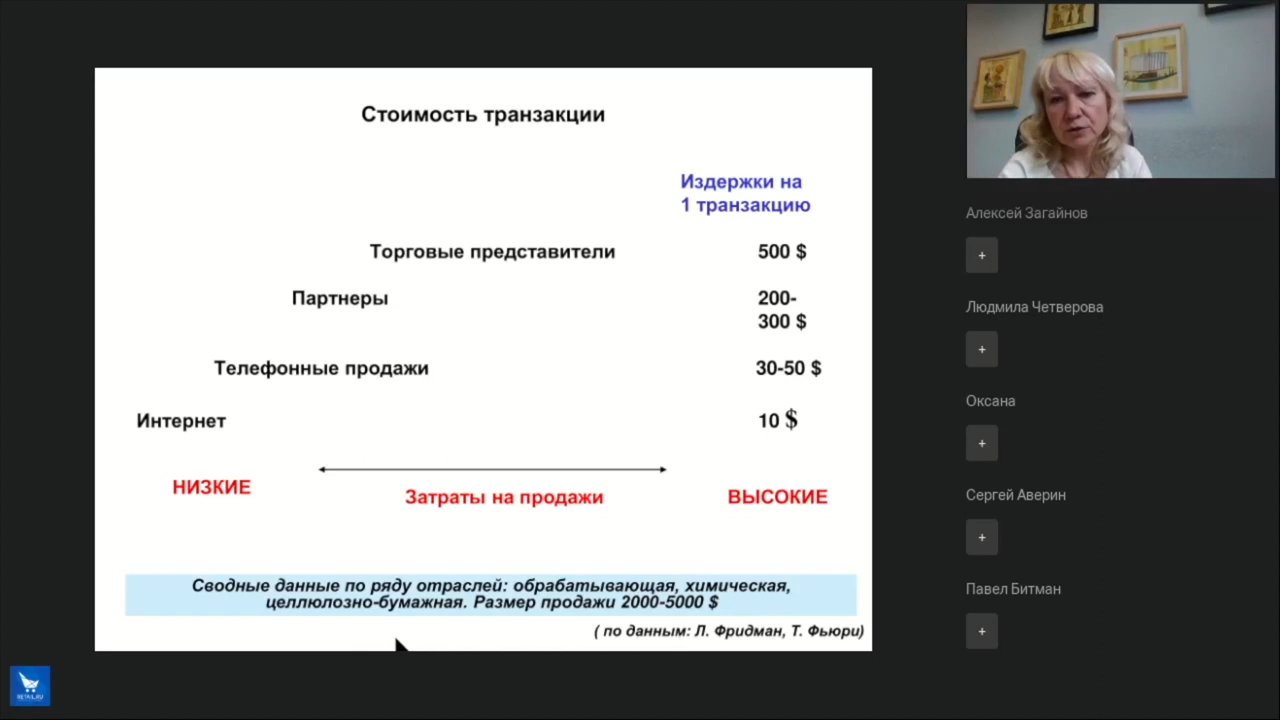 Стоимость транзакции
Издержки на
1 транзакцию
Торговые представители 500 $
Партнеры 200-
300 $
Телефонные продажи 30-50 $
Интернет 10 $
НИЗКИЕ Затраты на продажи ВЫСОКИЕ
Сводные данные по ряду отраслей: обрабатывающая, химическая,
целлюлозно-бумажная. Размер продажи 2000-5000 $
( по данным: Л. Фридман, Т. Фьюри)
Алексей Загайнов
+
Людмила Четверова
+
Оксана
+
Сергей Аверин
+
Павел Битман
+
RETAIL.RU